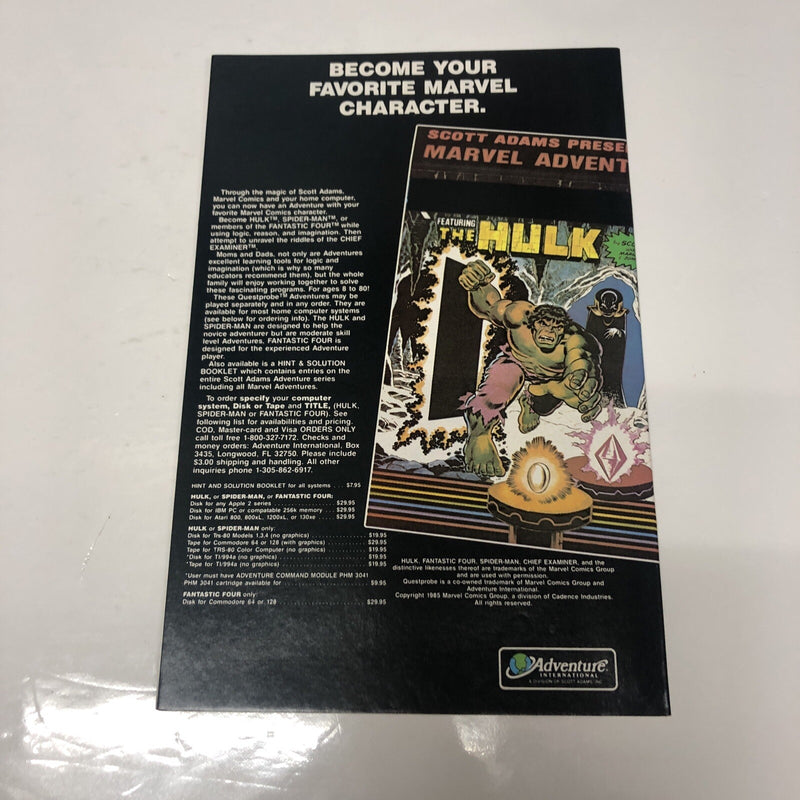 BECOME YOUR
FAVORITE MARVEL
CHARACTER.
SCOTT ADAMS PRESE
MARVEL ADVENT
FEATURING
THE HULK
Through the magic of Scott Adams,
Marvel Comics and your home computer,
you can now have an Adventure with your
favorite Marvel Comics character.
Become HULK™, SPIDER-MAN™, or
members of the FANTASTIC FOUR™ while
using logic, reason, and imagination. Then
attempt to unravel the riddles of the CHIEF
EXAMINER™.
Moms and Dads, not only are Adventures
excellent learning tools for logic and
imagination (which is why so many
educators recommend them), but the whole
family will enjoy working together to solve
these fascinating programs. For ages 8 to 80!
These Questprobe™ Adventures may be
played separately and in any order. They are
available for most home computer systems
(see below for ordering info). The HULK and
SPIDER-MAN are designed to help the
novice adventurer but are moderate skill
level Adventures. FANTASTIC FOUR is
designed for the experienced Adventure
player.
Also available is a HINT & SOLUTION
BOOKLET which contains entries on the
entire Scott Adams Adventure series
including all Marvel Adventures.
To order specify your computer
system, Disk or Tape and TITLE, (HULK,
SPIDER-MAN or FANTASTIC FOUR). See
following list for availabilities and pricing.
COD, Master-card and Visa ORDERS ONLY
call toll free 1-800-327-7172. Checks and
money orders: Adventure International. Box
3435, Longwood, FL 32750. Please include
$3.00 shipping and handling. All other
inquiries phone 1-305-862-6917.
HINT AND SOLUTION BOOKLET for all systems . . . $7.95
HULK, or SPIDER-MAN, or FANTASTIC FOUR:
Disk for any Apple 2 series . . . $29.95
Disk for IBM PC or compatable 256k memory . . . $29.95
Disk for Atari 800, 800xL, 1200xL, or 130xe . . . $29.95
HULK or SPIDER-MAN only:
Disk for Trs-80 Models 1,3,4 (no graphics) . . . $19.95
Tape for Commodore 64 or 128 (with graphics) . . . $29.95
Tape for TRS-80 Color Computer (no graphics) . . . $19.95
*Disk for TI/994a (no graphics) . . . $19.95
*Tape for TI/994a (no graphics) . . . $19.95
*User must have ADVENTURE COMMAND MODULE PHM 3041
PHM 3041 cartridge available for . . . $9.95
FANTASTIC FOUR only:
Disk for Commodore 64 or 128 . . . $29.95
HULK, FANTASTIC FOUR, SPIDER-MAN, CHIEF EXAMINER, and the
distinctive likenesses thereof are trademarks of the Marvel Comics Group
and are used with permission.
Questprobe is a co-owned trademark of Marvel Comics Group and
Adventure International.
Copyright 1985 Marvel Comics Group, a division of Cadence Industries.
All rights reserved.
Adventure
INTERNATIONAL
A DIVISION OF SCOTT ADAMS, INC.